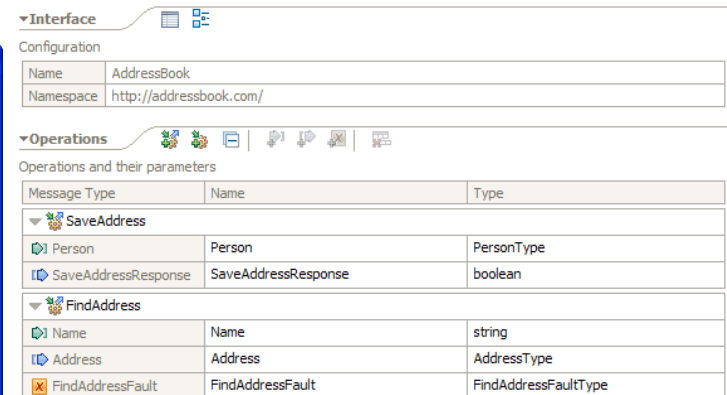 Interface
Configuration
Name AddressBook
Namespace http://addressbook.com/
Operations
Operations and their parameters
Message Type Name Type
SaveAddress
Person Person PersonType
SaveAddressResponse SaveAddressResponse boolean
FindAddress
Name Name string
Address Address AddressType
FindAddressFault FindAddressFault FindAddressFaultType